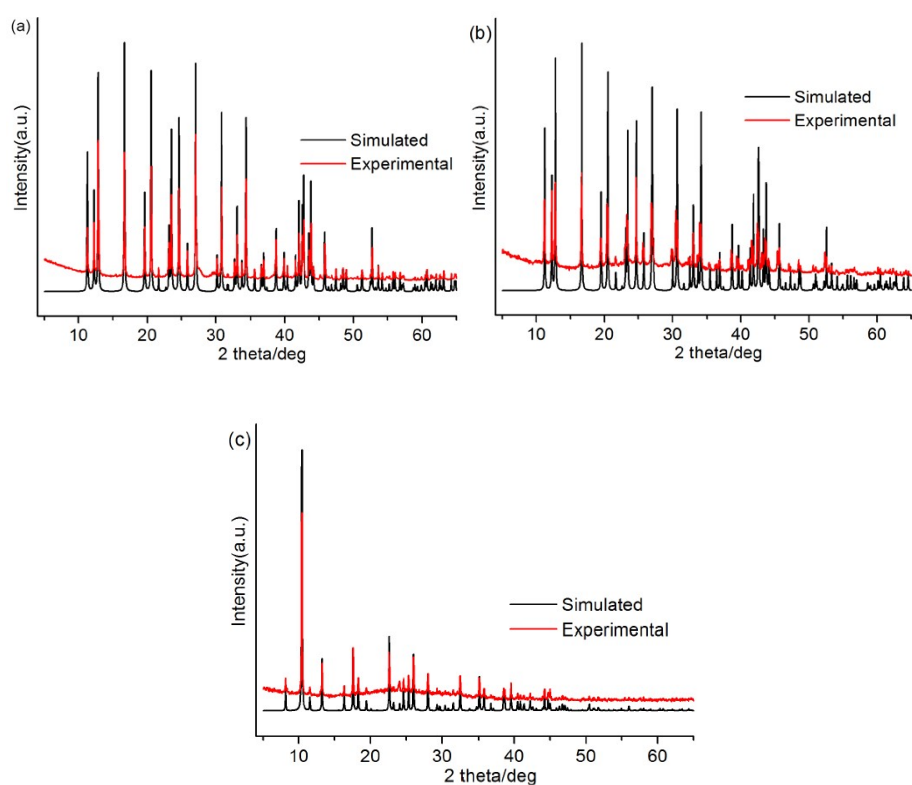 (a)
Intensity(a.u.)
Simulated
Experimental
10 20 30 40 50 60
2 theta/deg
(b)
Intensity(a.u.)
Simulated
Experimental
10 20 30 40 50 60
2 theta/deg
(c)
Intensity(a.u.)
Simulated
Experimental
10 20 30 40 50 60
2 theta/deg